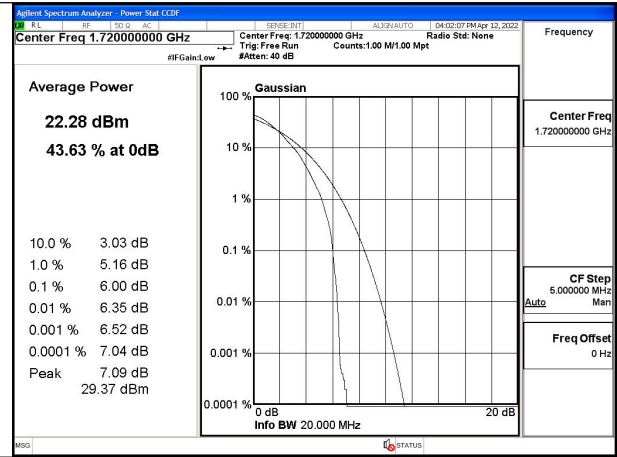 Agilent Spectrum Analyzer - Power Stat CCDF
RL RF 50 Ω AC SENSE:INT ALIGN AUTO 04:02:07 PM Apr 12, 2022
Center Freq 1.720000000 GHz
Center Freq: 1.720000000 GHz Radio Std: None
Trig: Free Run Counts:1.00 M/1.00 Mpt
#IFGain:Low #Atten: 40 dB
Frequency
Average Power
22.28 dBm
43.63 % at 0dB
10.0 % 3.03 dB
1.0 % 5.16 dB
0.1 % 6.00 dB
0.01 % 6.35 dB
0.001 % 6.52 dB
0.0001 % 7.04 dB
Peak 7.09 dB
29.37 dBm
Gaussian
100 %
10 %
1 %
0.1 %
0.01 %
0.001 %
0.0001 %
0 dB 20 dB
Info BW 20.000 MHz
Center Freq
1.720000000 GHz
CF Step
5.000000 MHz
Auto Man
Freq Offset
0 Hz
MSG STATUS